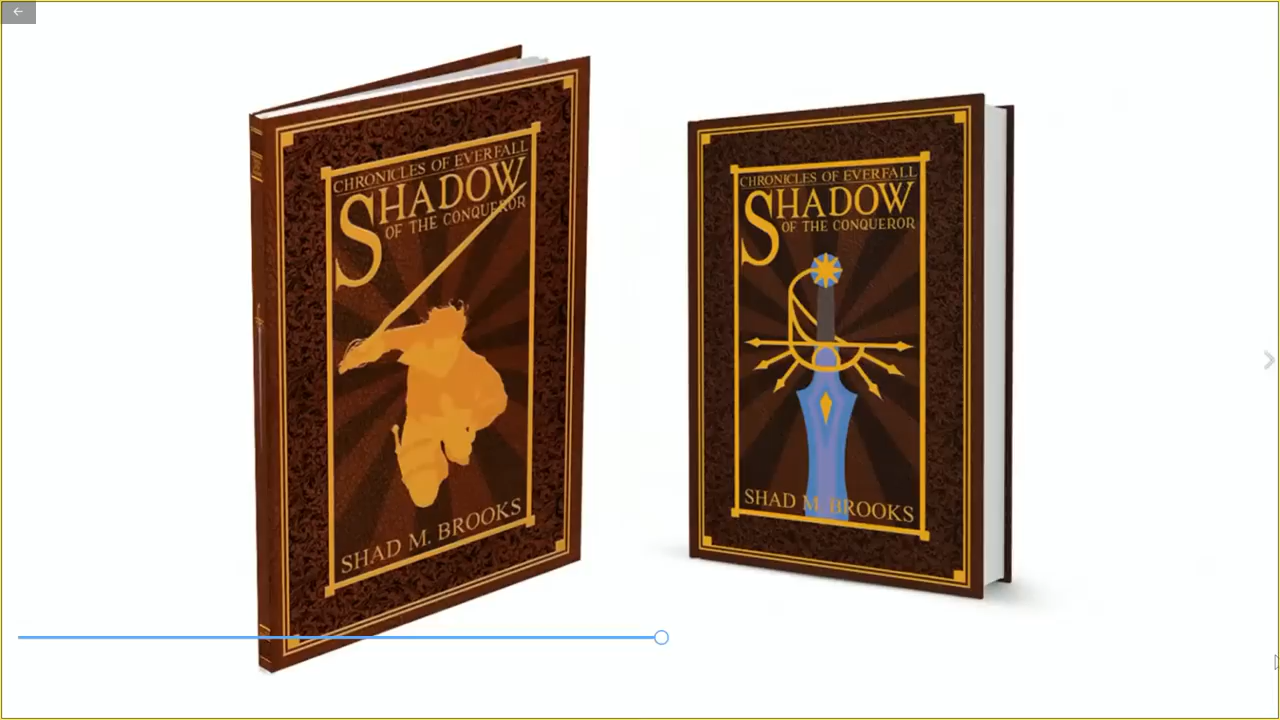 CHRONICLES OF EVERFALL
SHADOW
OF THE CONQUEROR
SHAD M. BROOKS
CHRONICLES OF EVERFALL
SHADOW
OF THE CONQUEROR
SHAD M. BROOKS